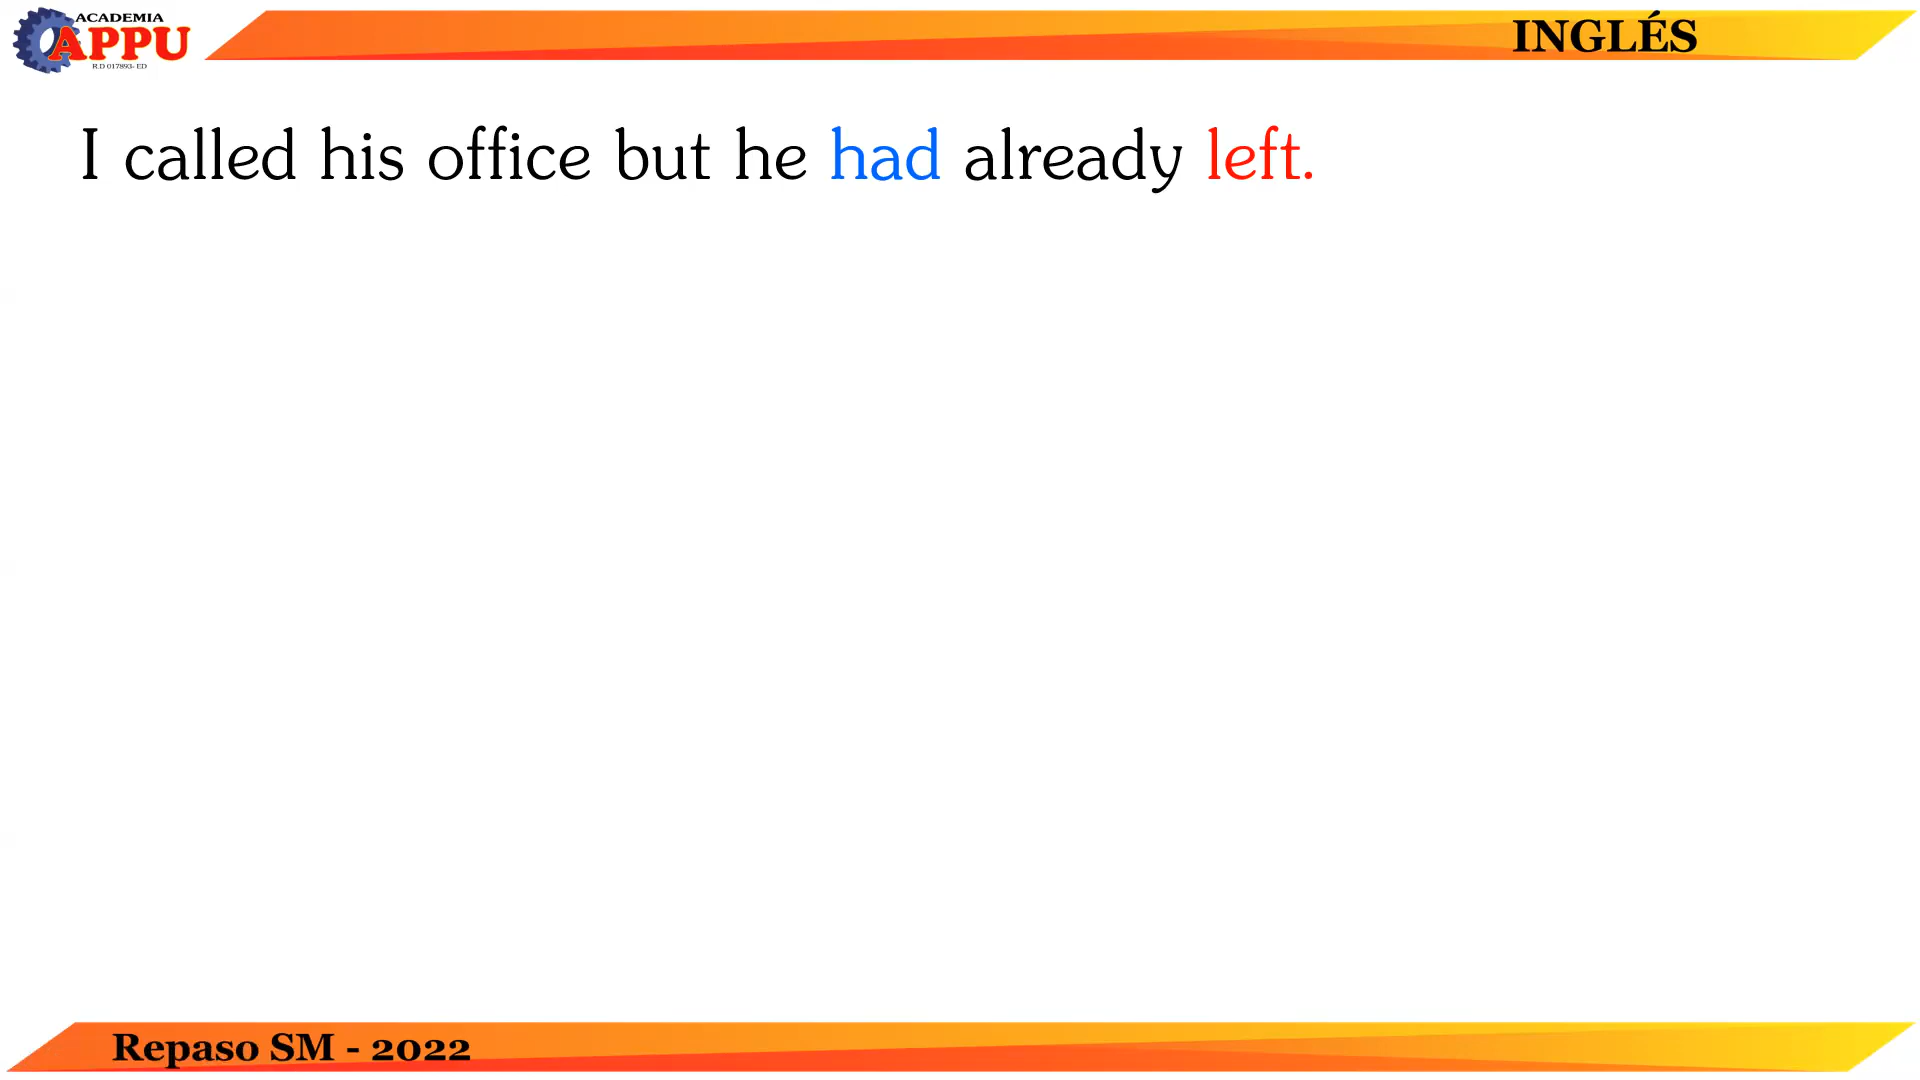 ACADEMIA
APPU
R.D 017893- ED
INGLÉS
I called his office but he had already left.
Repaso SM - 2022